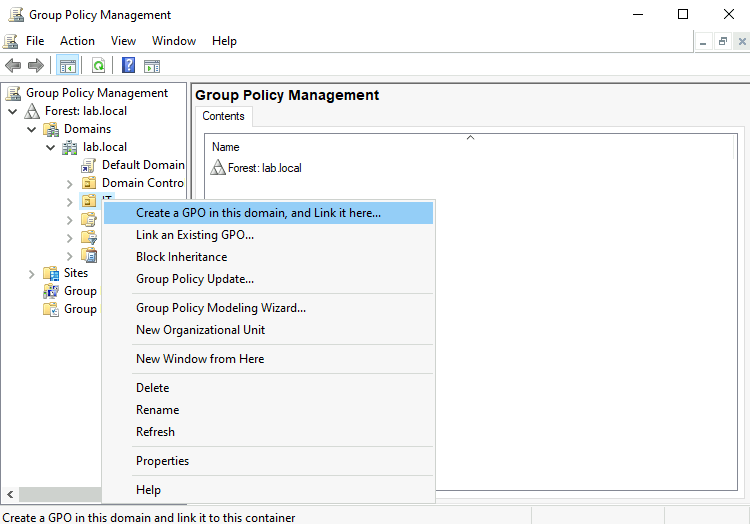 Group Policy Management
File Action View Window Help
Group Policy Management
Forest: lab.local
Domains
lab.local
Default Domain
Domain Contro
IT
Sites
Group
Group
Group Policy Management
Contents
Name
Forest: lab.local
Create a GPO in this domain, and Link it here...
Link an Existing GPO...
Block Inheritance
Group Policy Update...
Group Policy Modeling Wizard...
New Organizational Unit
New Window from Here
Delete
Rename
Refresh
Properties
Help
Create a GPO in this domain and link it to this container